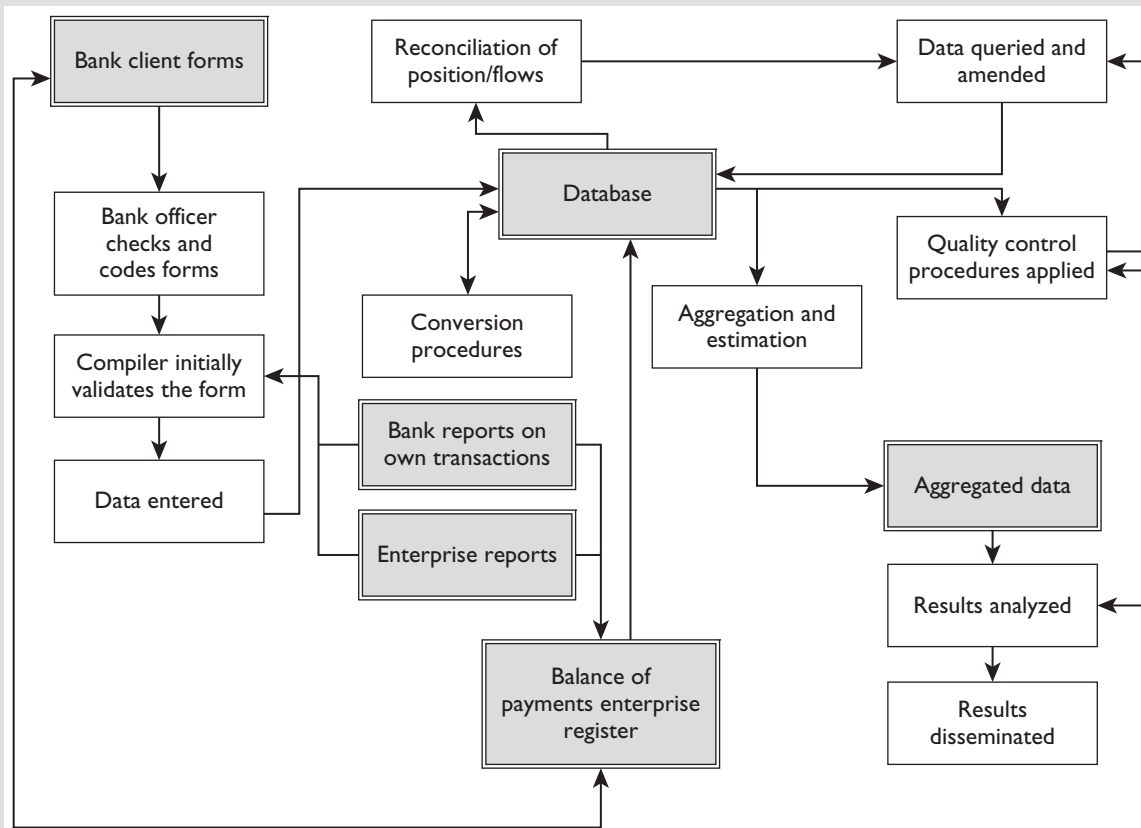 Bank client forms
Reconciliation of
position/flows
Data queried and
amended
Bank officer
checks and
codes forms
Database
Quality control
procedures applied
Conversion
procedures
Aggregation and
estimation
Compiler initially
validates the form
Bank reports on
own transactions
Data entered
Aggregated data
Enterprise reports
Results analyzed
Balance of
payments enterprise
register
Results
disseminated